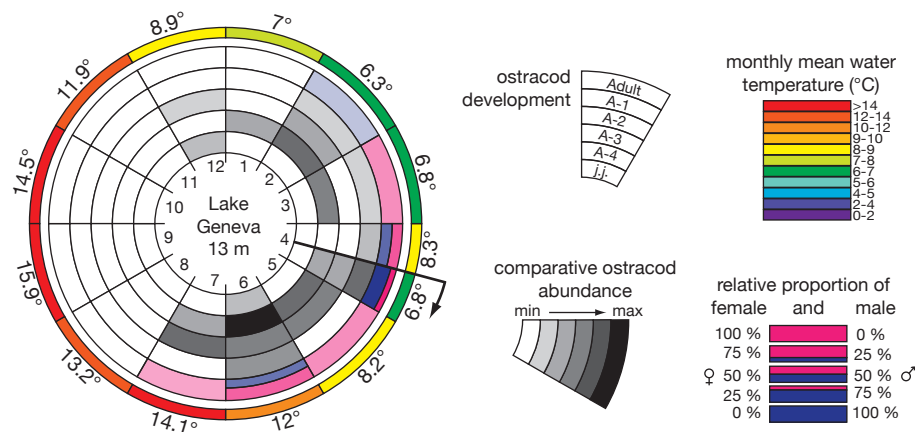 8.9°
7°
6.3°
6.8°
8.3°
6.8°
8.2°
12°
14.1°
13.2°
15.9°
14.5°
11.9°
12
1
2
3
4
5
6
7
8
9
10
11
Lake
Geneva
13 m
ostracod
development
Adult
A-1
A-2
A-3
A-4
j.j.
monthly mean water
temperature (°C)
>14
12-14
10-12
9-10
8-9
7-8
6-7
5-6
4-5
2-4
0-2
comparative ostracod
abundance
min max
relative proportion of
female and male
100 % 0 %
75 % 25 %
♀ 50 % 50 % ♂
25 % 75 %
0 % 100 %